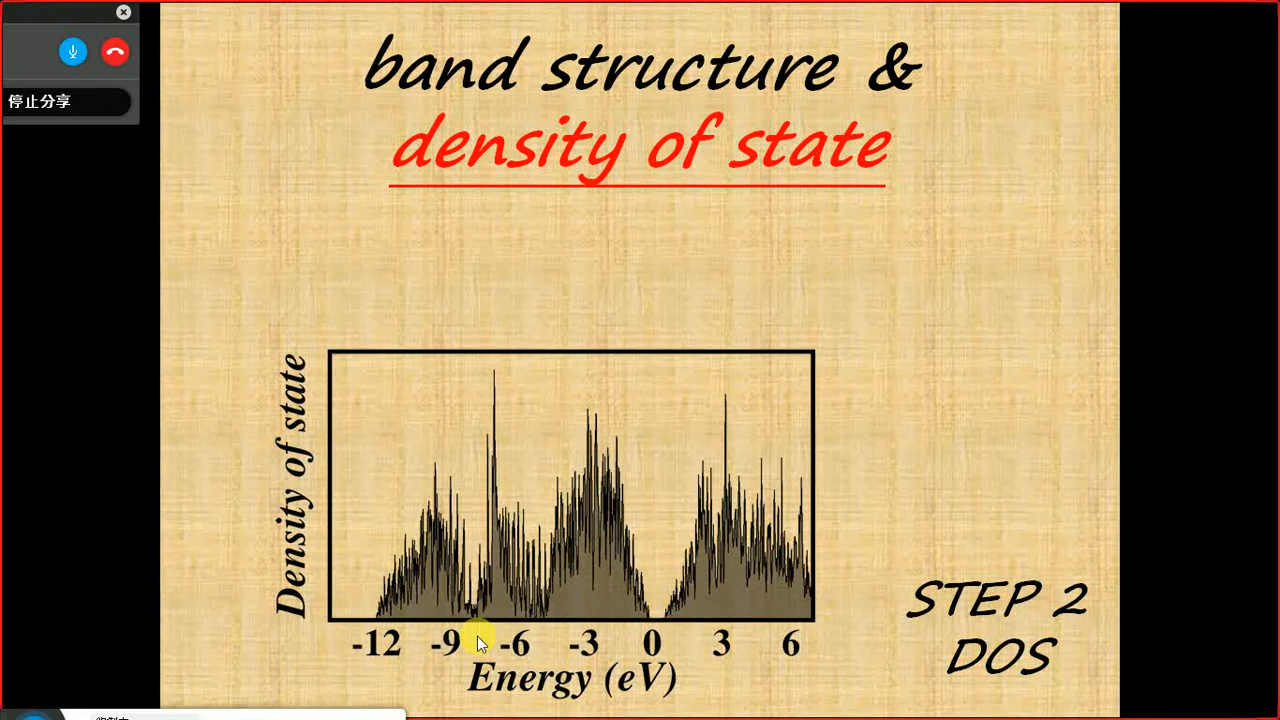 停止分享
band structure &
density of state
Density of state
-12 -9 -6 -3 0 3 6
Energy (eV)
STEP 2
DOS